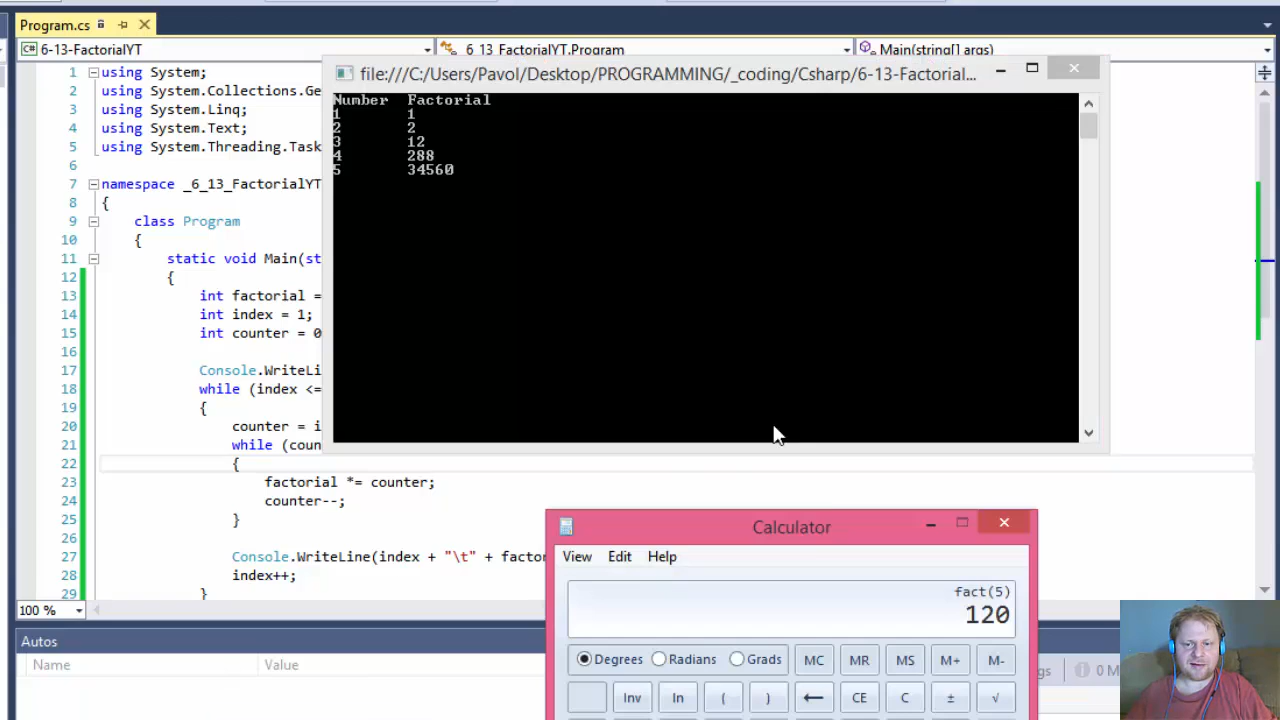 Program.cs
6-13-FactorialYT
6_13_FactorialYT.Program
Main(string[] args)
1 using System;
2 using System.Collections.Ge
3 using System.Linq;
4 using System.Text;
5 using System.Threading.Task
6
7 namespace _6_13_FactorialYT
8 {
9 class Program
10 {
11 static void Main(st
12 {
13 int factorial =
14 int index = 1;
15 int counter = 0
16
17 Console.WriteLi
18 while (index <=
19 {
20 counter = i
21 while (coun
22 {
23 factorial *= counter;
24 counter--;
25 }
26
27 Console.WriteLine(index + "\t" + factor
28 index++;
29 }
100 %
file:///C:/Users/Pavol/Desktop/PROGRAMMING/_coding/Csharp/6-13-Factorial...
Number Factorial
1 1
2 2
3 12
4 288
5 34560
Autos
Name Value
Calculator
View Edit Help
fact(5)
120
Degrees Radians Grads MC MR MS M+ M-
Inv ln ( ) ← CE C ± √
gs 0 M